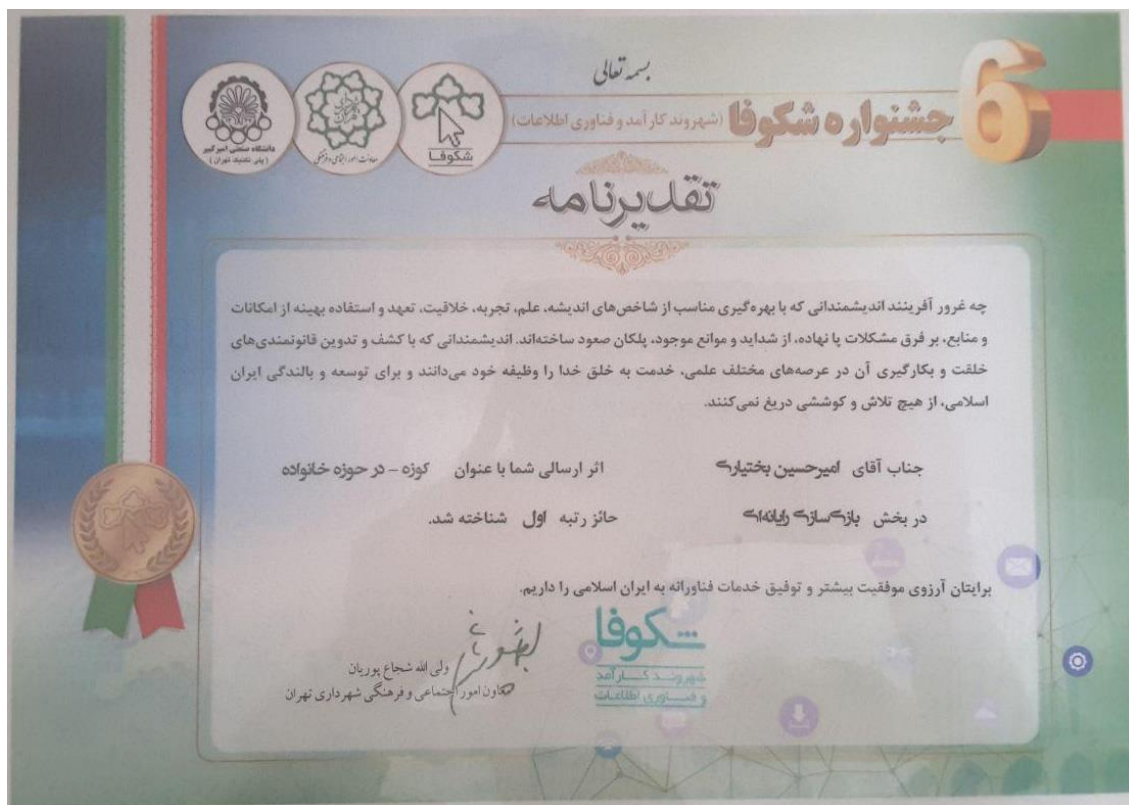 بسمه تعالی
6
جشنواره شکوفا (شهروند کارآمد و فناوری اطلاعات)
شکوفا
معاونت امور اجتماعی و فرهنگی
دانشگاه صنعتی امیرکبیر
(پلی تکنیک تهران)
تقدیرنامه
چه غرور آفرینند اندیشمندانی که با بهره‌گیری مناسب از شاخص‌های اندیشه، علم، تجربه، خلاقیت، تعهد و استفاده بهینه از امکانات
و منابع، بر فرق مشکلات پا نهاده، از شداید و موانع موجود، پلکان صعود ساخته‌اند. اندیشمندانی که با کشف و تدوین قانونمندی‌های
خلقت و بکارگیری آن در عرصه‌های مختلف علمی، خدمت به خلق خدا را وظیفه خود می‌دانند و برای توسعه و بالندگی ایران
اسلامی، از هیچ تلاش و کوششی دریغ نمی‌کنند.
جناب آقای امیرحسین بختیاری اثر ارسالی شما با عنوان کوزه – در حوزه خانواده
در بخش بازی‌سازی رایانه‌ای حائز رتبه اول شناخته شد.
برایتان آرزوی موفقیت بیشتر و توفیق خدمات فناورانه به ایران اسلامی را داریم.
شکوفا
شهروند کارآمد
و فناوری اطلاعات
ولی الله شجاع پوریان
معاون امور اجتماعی و فرهنگی شهرداری تهران